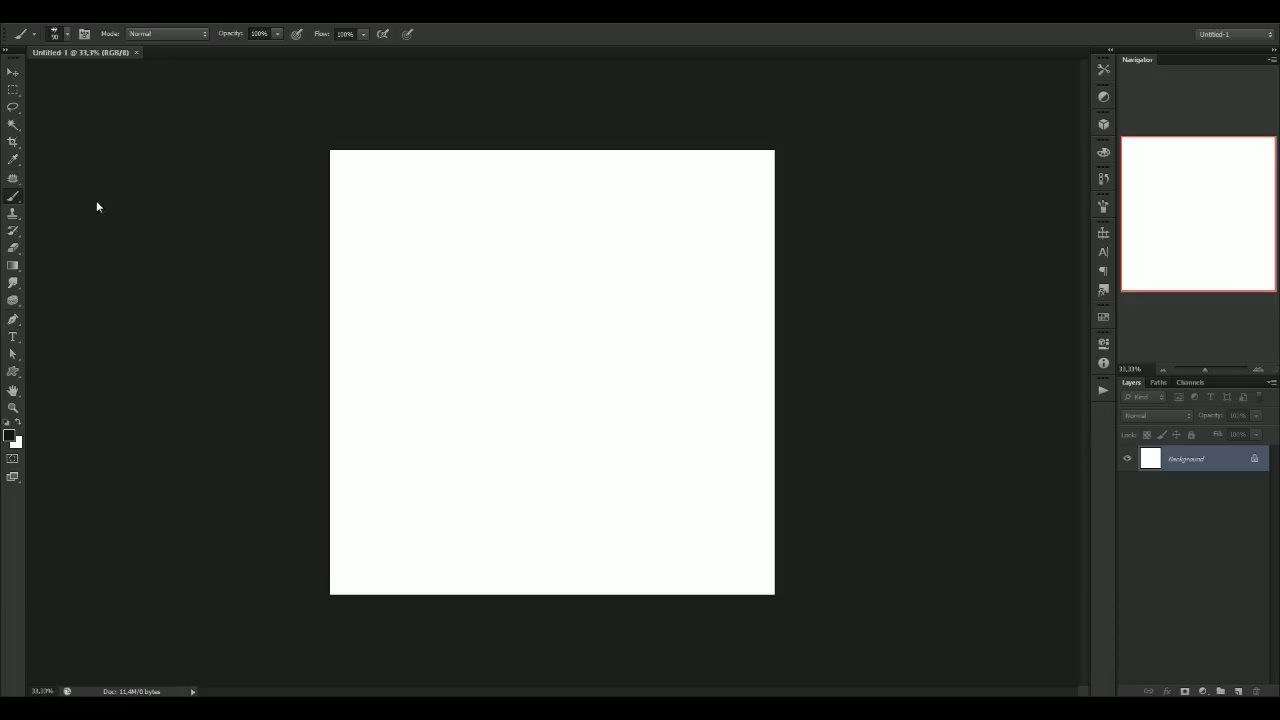 90 Mode: Normal Opacity: 100% Flow: 100% Untitled-1
Untitled-1 @ 33,3% (RGB/8) ×
Navigator
33,33%
Layers Paths Channels
Kind
Normal Opacity: 100%
Lock: Fill: 100%
Background
33,33% Doc: 11,4M/0 bytes